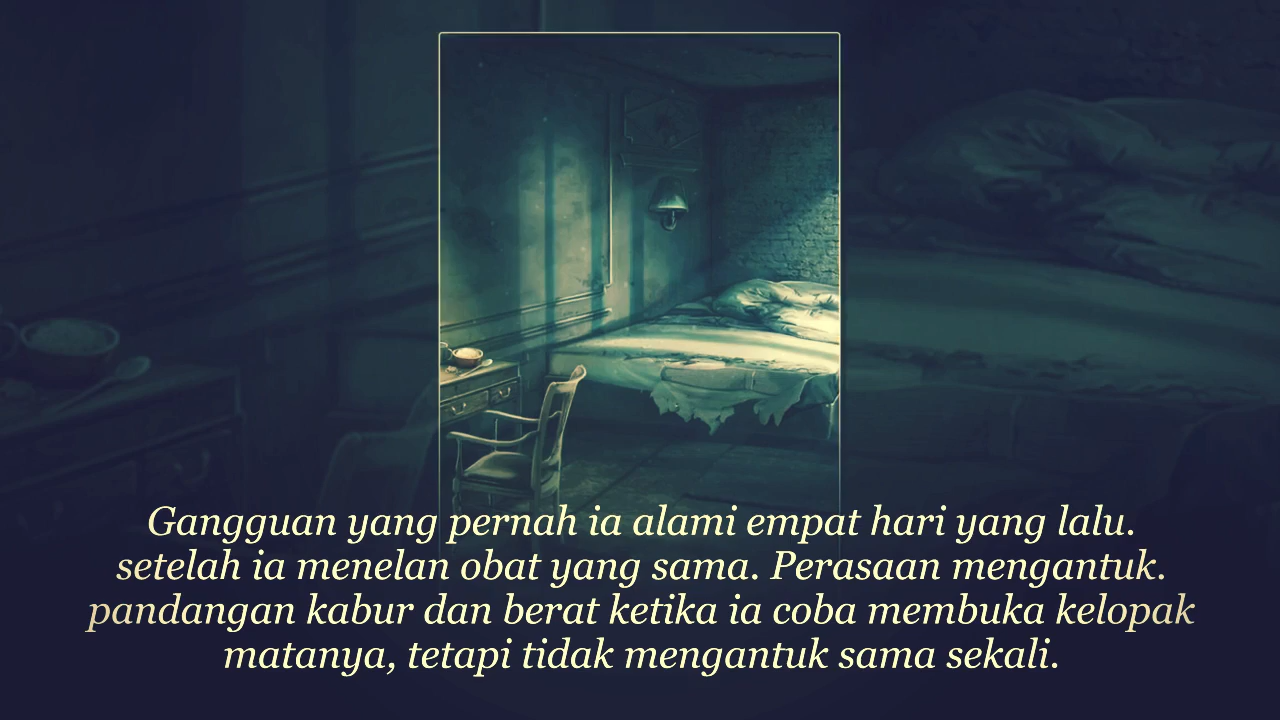 Gangguan yang pernah ia alami empat hari yang lalu.
setelah ia menelan obat yang sama. Perasaan mengantuk.
pandangan kabur dan berat ketika ia coba membuka kelopak
matanya, tetapi tidak mengantuk sama sekali.